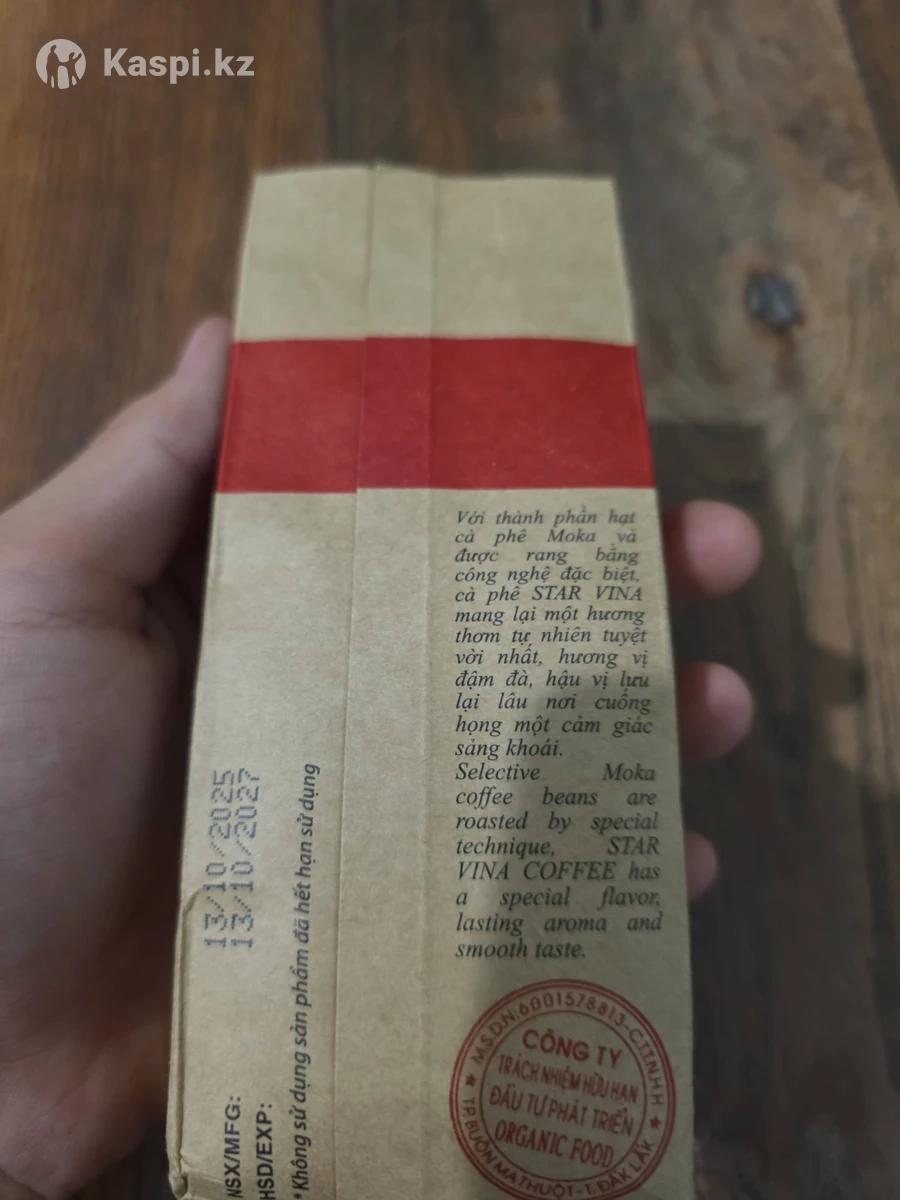 Kaspi.kz
Với thành phần hạt
cà phê Moka và
được rang bằng
công nghệ đặc biệt,
cà phê STAR VINA
mang lại một hương
thơm tự nhiên tuyệt
vời nhất, hương vị
đậm đà, hậu vị lưu
lại lâu nơi cuống
họng một cảm giác
sảng khoái.
Selective Moka
coffee beans are
roasted by special
technique, STAR
VINA COFFEE has
a special flavor,
lasting aroma and
smooth taste.
NSX/MFG: 13/10/2025
HSD/EXP: 13/10/2027
* Không sử dụng sản phẩm đã hết hạn sử dụng
M.S.D.N:6001578813-C.T.T.N.H.H
CÔNG TY
TRÁCH NHIỆM HỮU HẠN
ĐẦU TƯ PHÁT TRIỂN
ORGANIC FOOD
TP.BUÔN MA THUỘT-T.ĐẮK LẮK